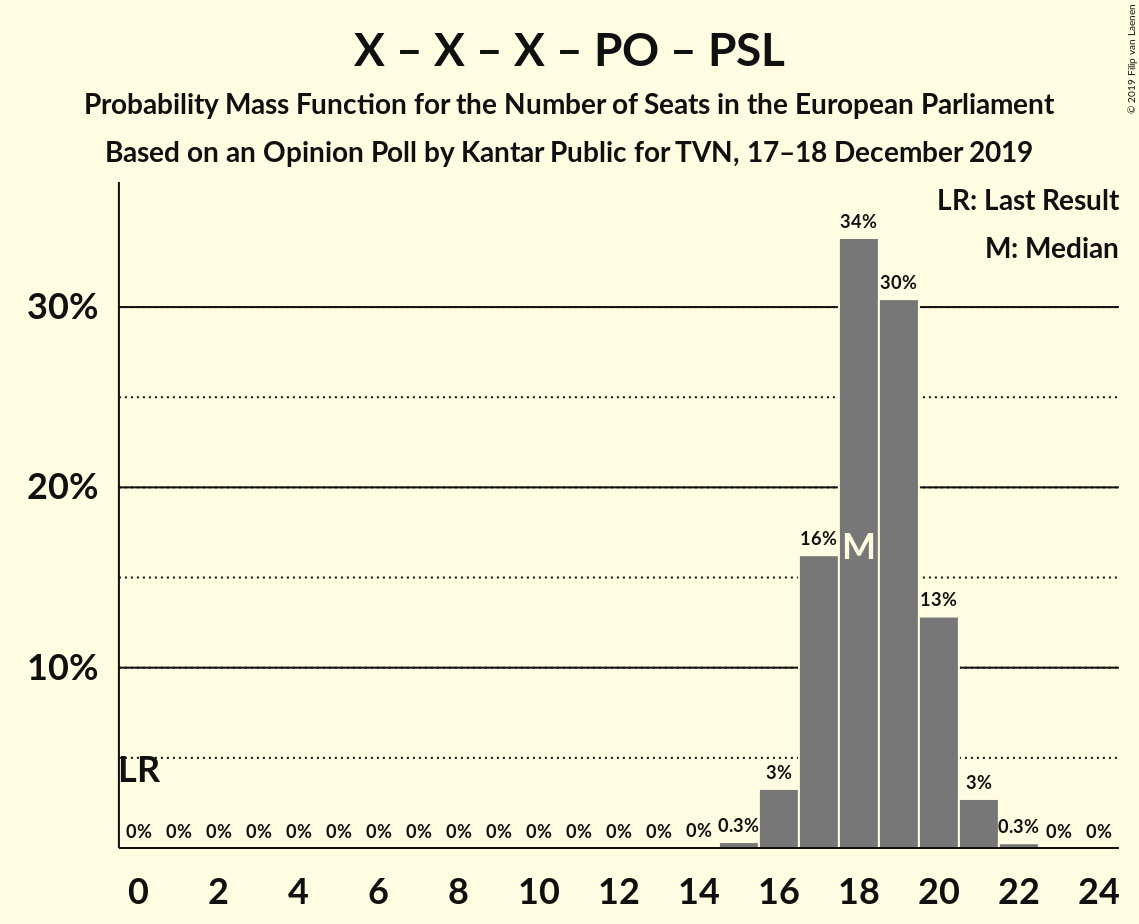 X – X – X – PO – PSL
Probability Mass Function for the Number of Seats in the European Parliament
Based on an Opinion Poll by Kantar Public for TVN, 17–18 December 2019
© 2019 Filip van Laenen
LR: Last Result
M: Median
34%
30%
30%
20%
16%
M
13%
10%
LR
3%
3%
0% 0% 0% 0% 0% 0% 0% 0% 0% 0% 0% 0% 0% 0% 0% 0.3% 0.3% 0% 0%
0 2 4 6 8 10 12 14 16 18 20 22 24